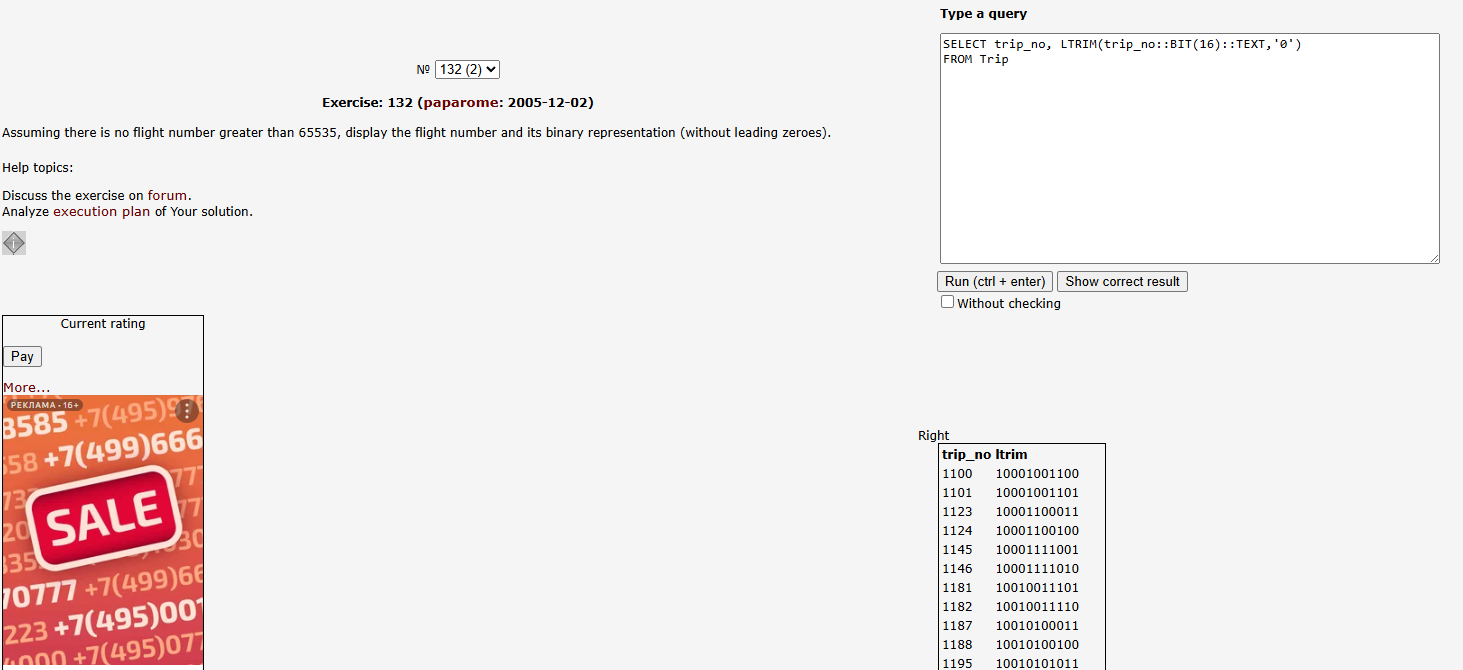 № 132 (2)
Exercise: 132 (paparome: 2005-12-02)
Assuming there is no flight number greater than 65535, display the flight number and its binary representation (without leading zeroes).
Help topics:
Discuss the exercise on forum.
Analyze execution plan of Your solution.
Current rating
Pay
More...
РЕКЛАМА • 16+
8585 +7(495)
658 +7(499)666
SALE
70777 +7(499)66
223 +7(495)001
4000 +7(495)077
Type a query
SELECT trip_no, LTRIM(trip_no::BIT(16)::TEXT,'0')
FROM Trip
Run (ctrl + enter) Show correct result
Without checking
Right
trip_no ltrim
1100 10001001100
1101 10001001101
1123 10001100011
1124 10001100100
1145 10001111001
1146 10001111010
1181 10010011101
1182 10010011110
1187 10010100011
1188 10010100100
1195 10010101011